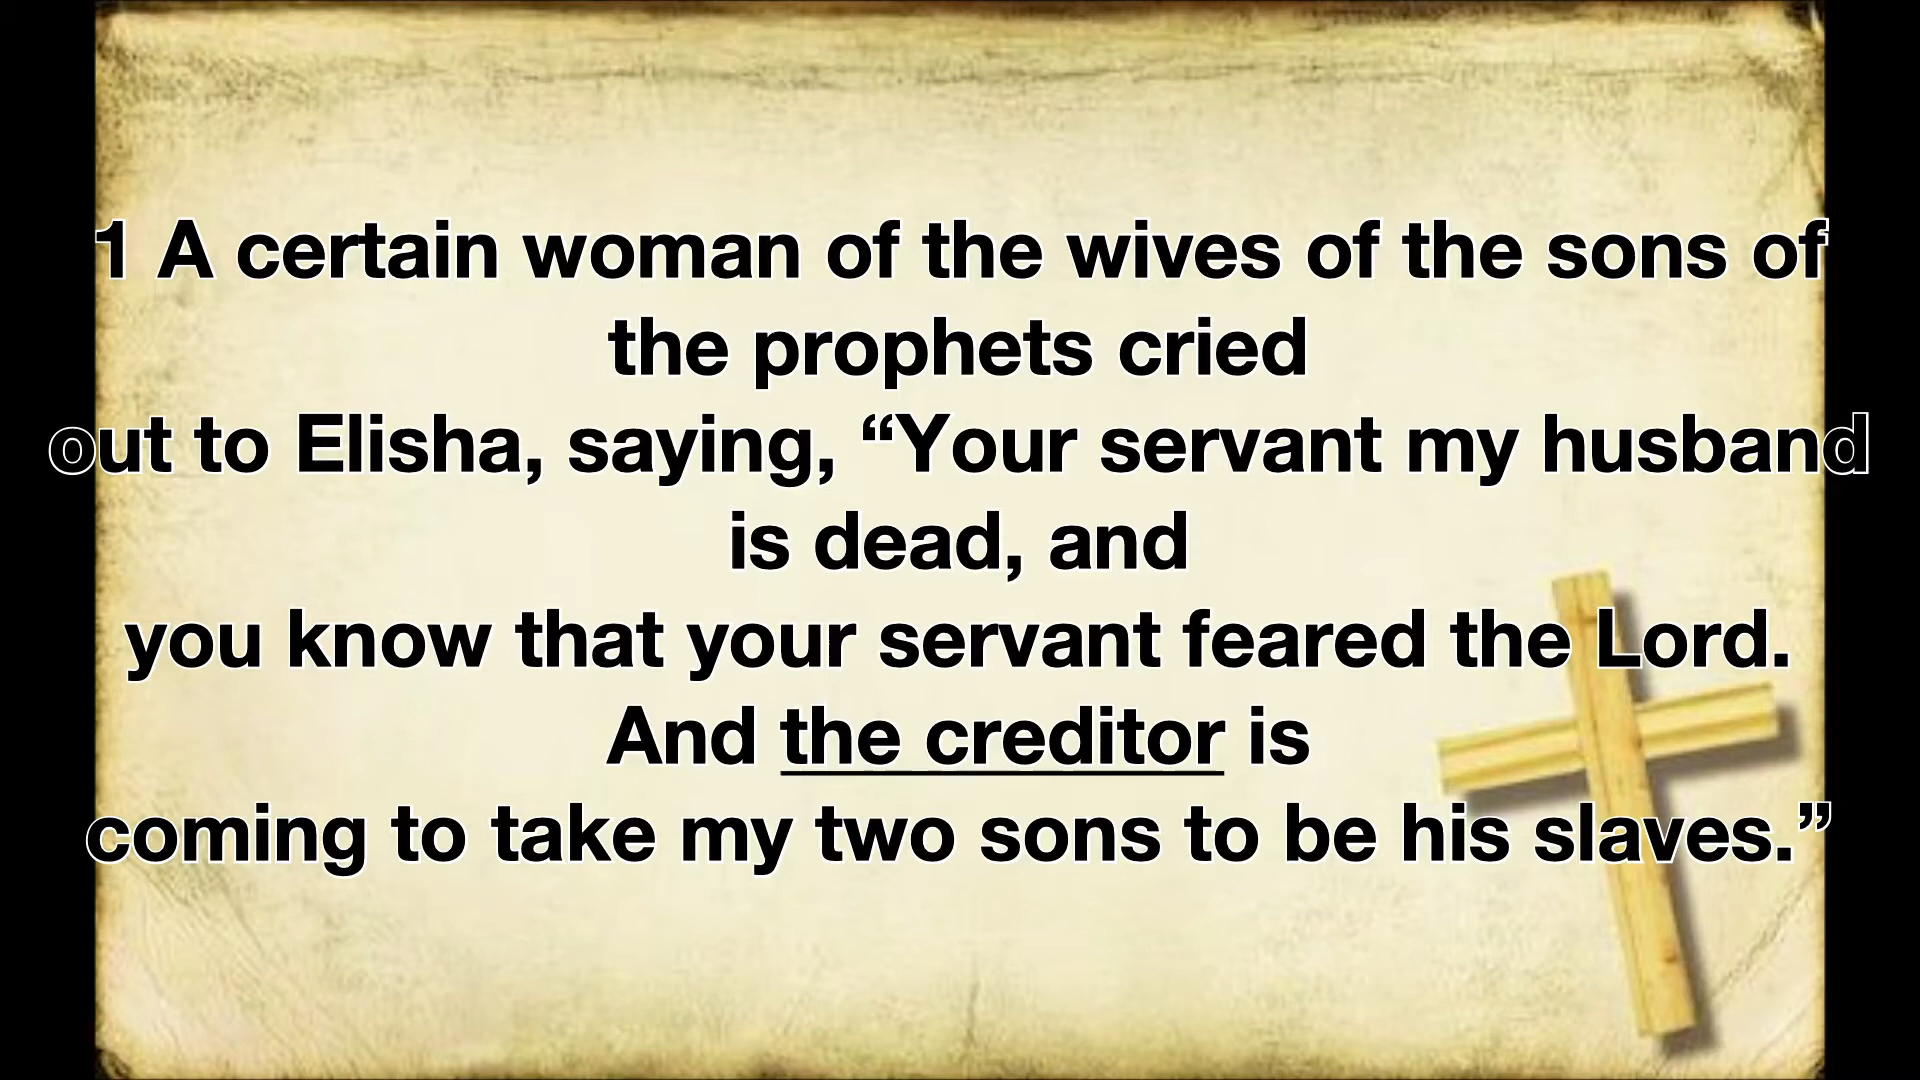 1 A certain woman of the wives of the sons of
the prophets cried
out to Elisha, saying, “Your servant my husband
is dead, and
you know that your servant feared the Lord.
And the creditor is
coming to take my two sons to be his slaves.”